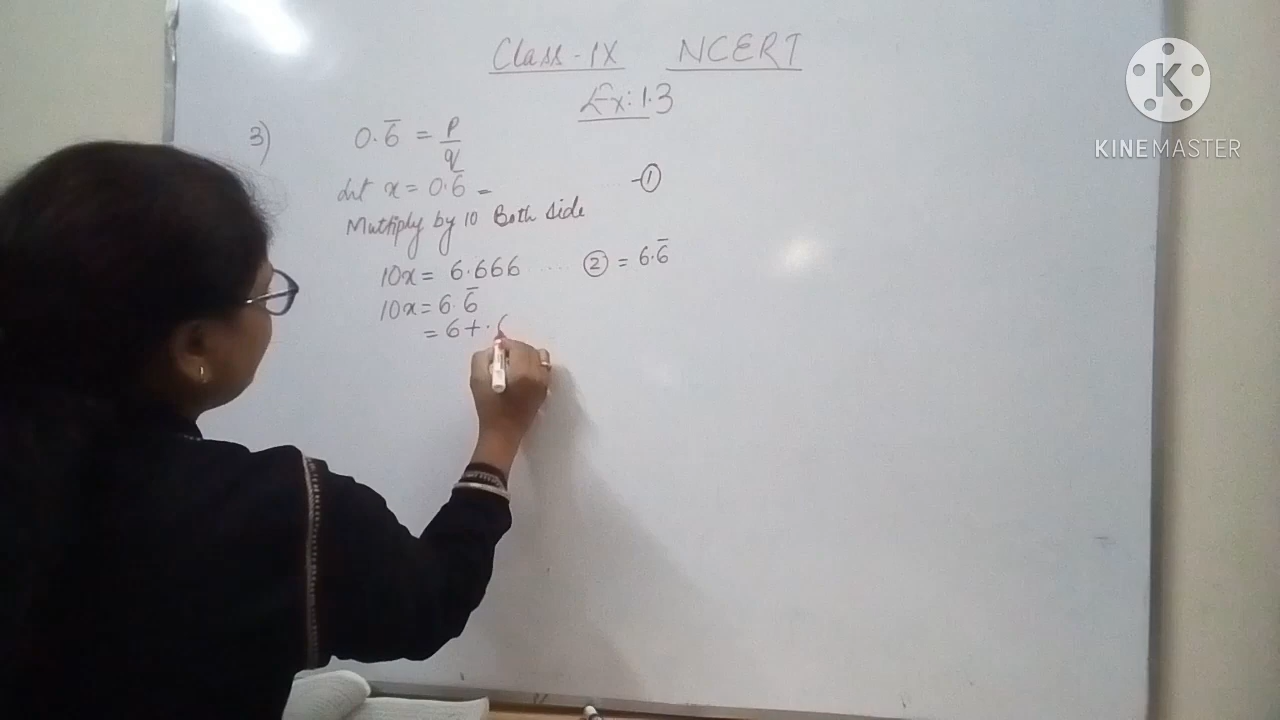 Class-IX NCERT
Ex: 1.3
3) 0.6̅ = p/q
Let x = 0.6̅ - ①
Multiply by 10 Both side
10x = 6.666 .... ② = 6.6̅
10x = 6.6̅
= 6 + .6
K
KINEMASTER